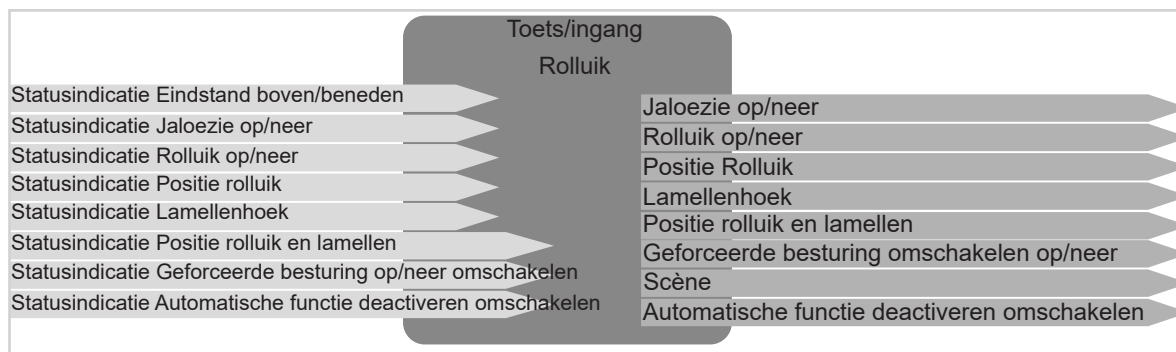 Toets/ingang
Rolluik
Statusindicatie Eindstand boven/beneden
Statusindicatie Jaloezie op/neer
Statusindicatie Rolluik op/neer
Statusindicatie Positie rolluik
Statusindicatie Lamellenhoek
Statusindicatie Positie rolluik en lamellen
Statusindicatie Geforceerde besturing op/neer omschakelen
Statusindicatie Automatische functie deactiveren omschakelen
Jaloezie op/neer
Rolluik op/neer
Positie Rolluik
Lamellenhoek
Positie rolluik en lamellen
Geforceerde besturing omschakelen op/neer
Scène
Automatische functie deactiveren omschakelen